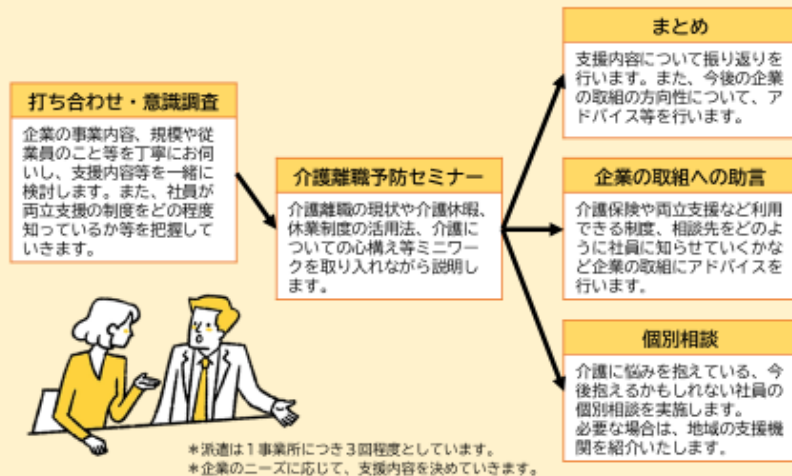 打ち合わせ・意識調査
企業の事業内容、規模や従
業員のこと等を丁寧にお伺
いし、支援内容等を一緒に
検討します。また、社員が
両立支援の制度をどの程度
知っているか等を把握して
いきます。
介護離職予防セミナー
介護離職の現状や介護休暇、
休業制度の活用法、介護に
ついての心構え等ミニワー
クを取り入れながら説明し
ます。
まとめ
支援内容について振り返りを
行います。また、今後の企業
の取組の方向性について、ア
ドバイス等を行います。
企業の取組への助言
介護保険や両立支援など利用
できる制度、相談先をどのよ
うに社員に知らせていくかな
ど企業の取組にアドバイスを
行います。
個別相談
介護に悩みを抱えている、今
後抱えるかもしれない社員の
個別相談を実施します。
必要な場合は、地域の支援機
関を紹介いたします。
＊派遣は１事業所につき３回程度としています。
＊企業のニーズに応じて、支援内容を決めていきます。